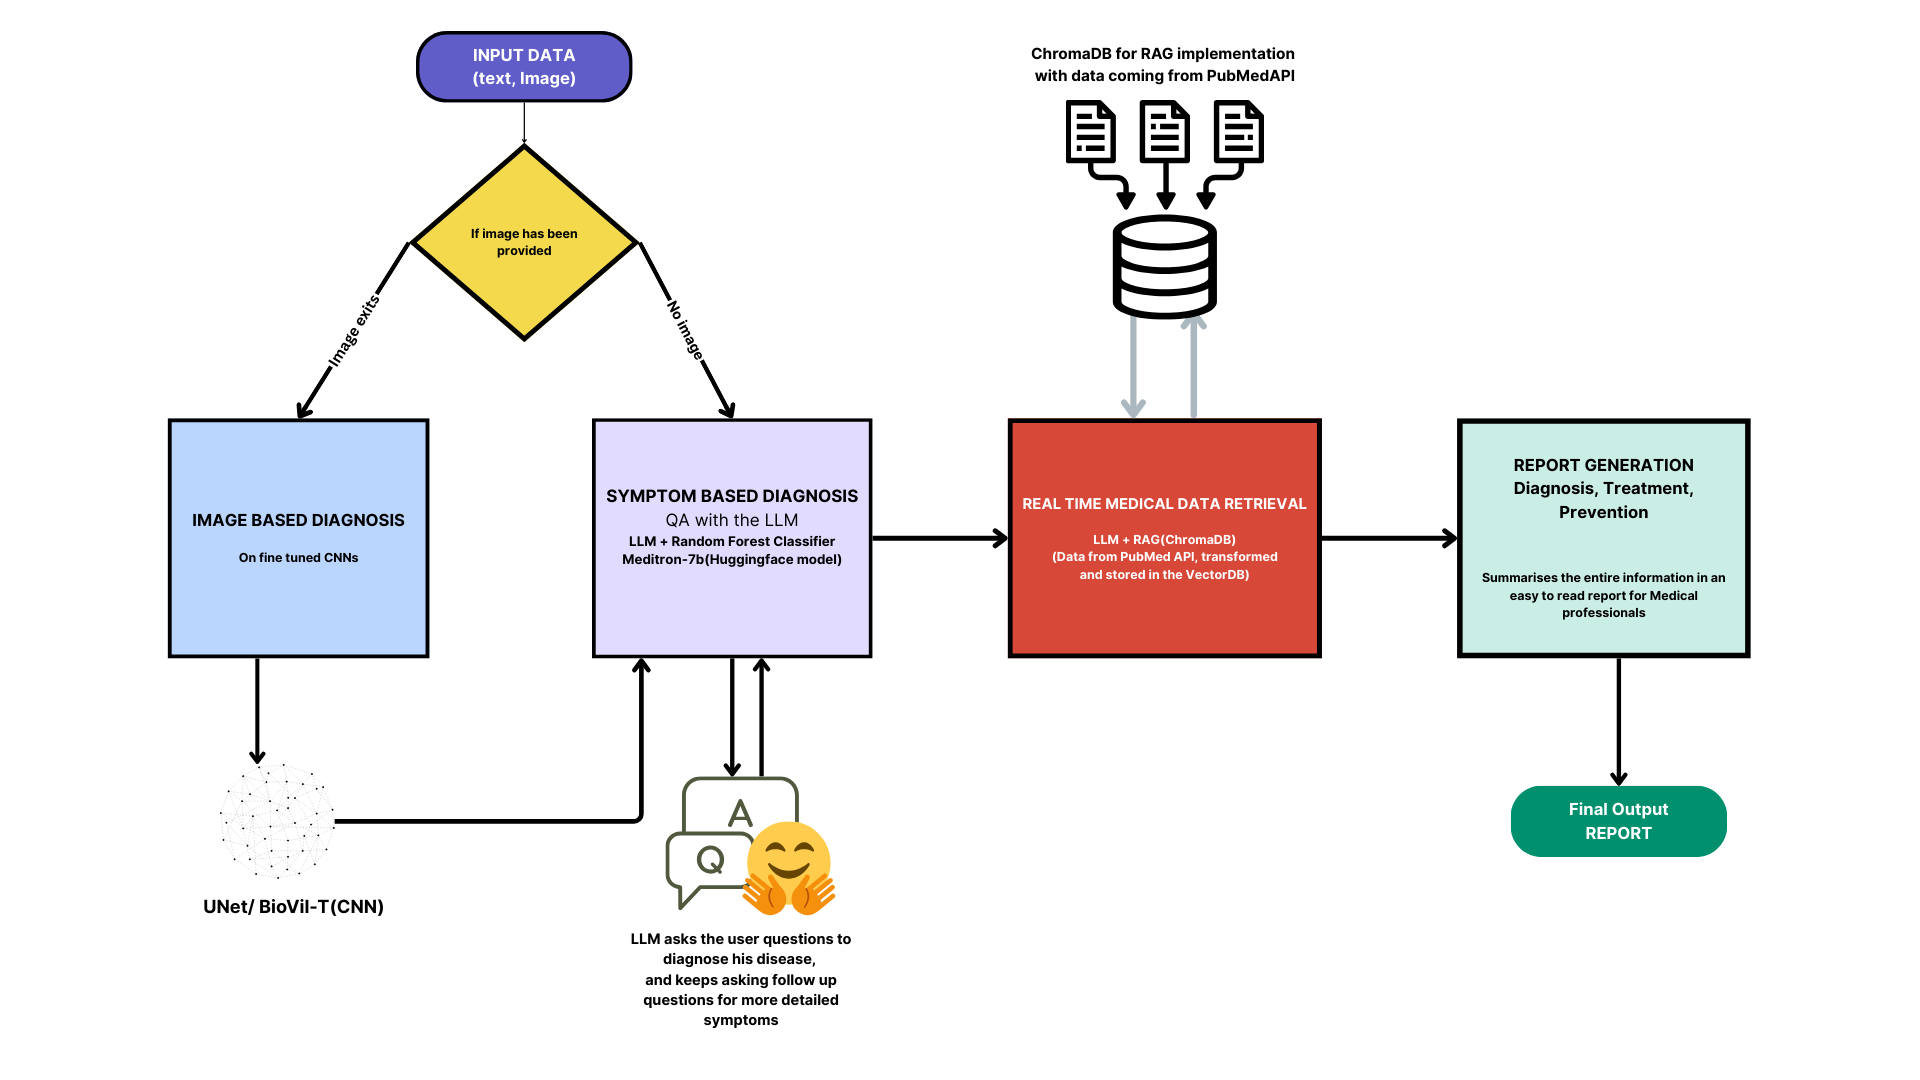 INPUT DATA
(text, Image)
ChromaDB for RAG implementation
with data coming from PubMedAPI
If image has been
provided
Image exits
No image
IMAGE BASED DIAGNOSIS
On fine tuned CNNs
SYMPTOM BASED DIAGNOSIS
QA with the LLM
LLM + Random Forest Classifier
Meditron-7b(Huggingface model)
REAL TIME MEDICAL DATA RETRIEVAL
LLM + RAG(ChromaDB)
(Data from PubMed API, transformed
and stored in the VectorDB)
REPORT GENERATION
Diagnosis, Treatment,
Prevention
Summarises the entire information in an
easy to read report for Medical
professionals
UNet/ BioVil-T(CNN)
A
Q
LLM asks the user questions to
diagnose his disease,
and keeps asking follow up
questions for more detailed
symptoms
Final Output
REPORT